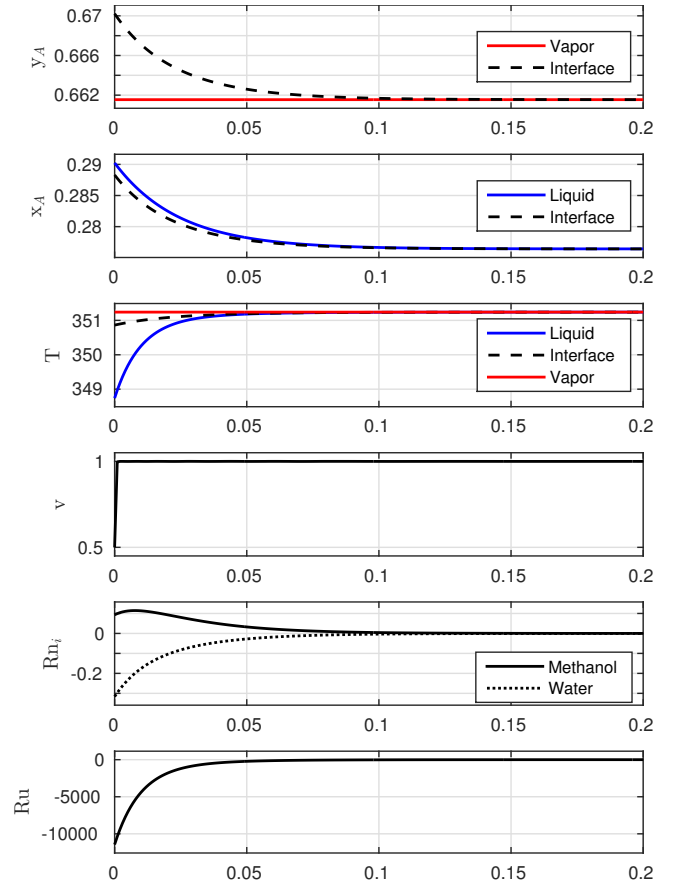 0.67
0.666
0.662
y_A
Vapor
Interface
0 0.05 0.1 0.15 0.2
0.29
0.285
0.28
x_A
Liquid
Interface
0 0.05 0.1 0.15 0.2
351
350
349
T
Liquid
Interface
Vapor
0 0.05 0.1 0.15 0.2
1
0.5
v
0 0.05 0.1 0.15 0.2
0
-0.2
Rn_i
Methanol
Water
0 0.05 0.1 0.15 0.2
0
-5000
-10000
Ru
0 0.05 0.1 0.15 0.2